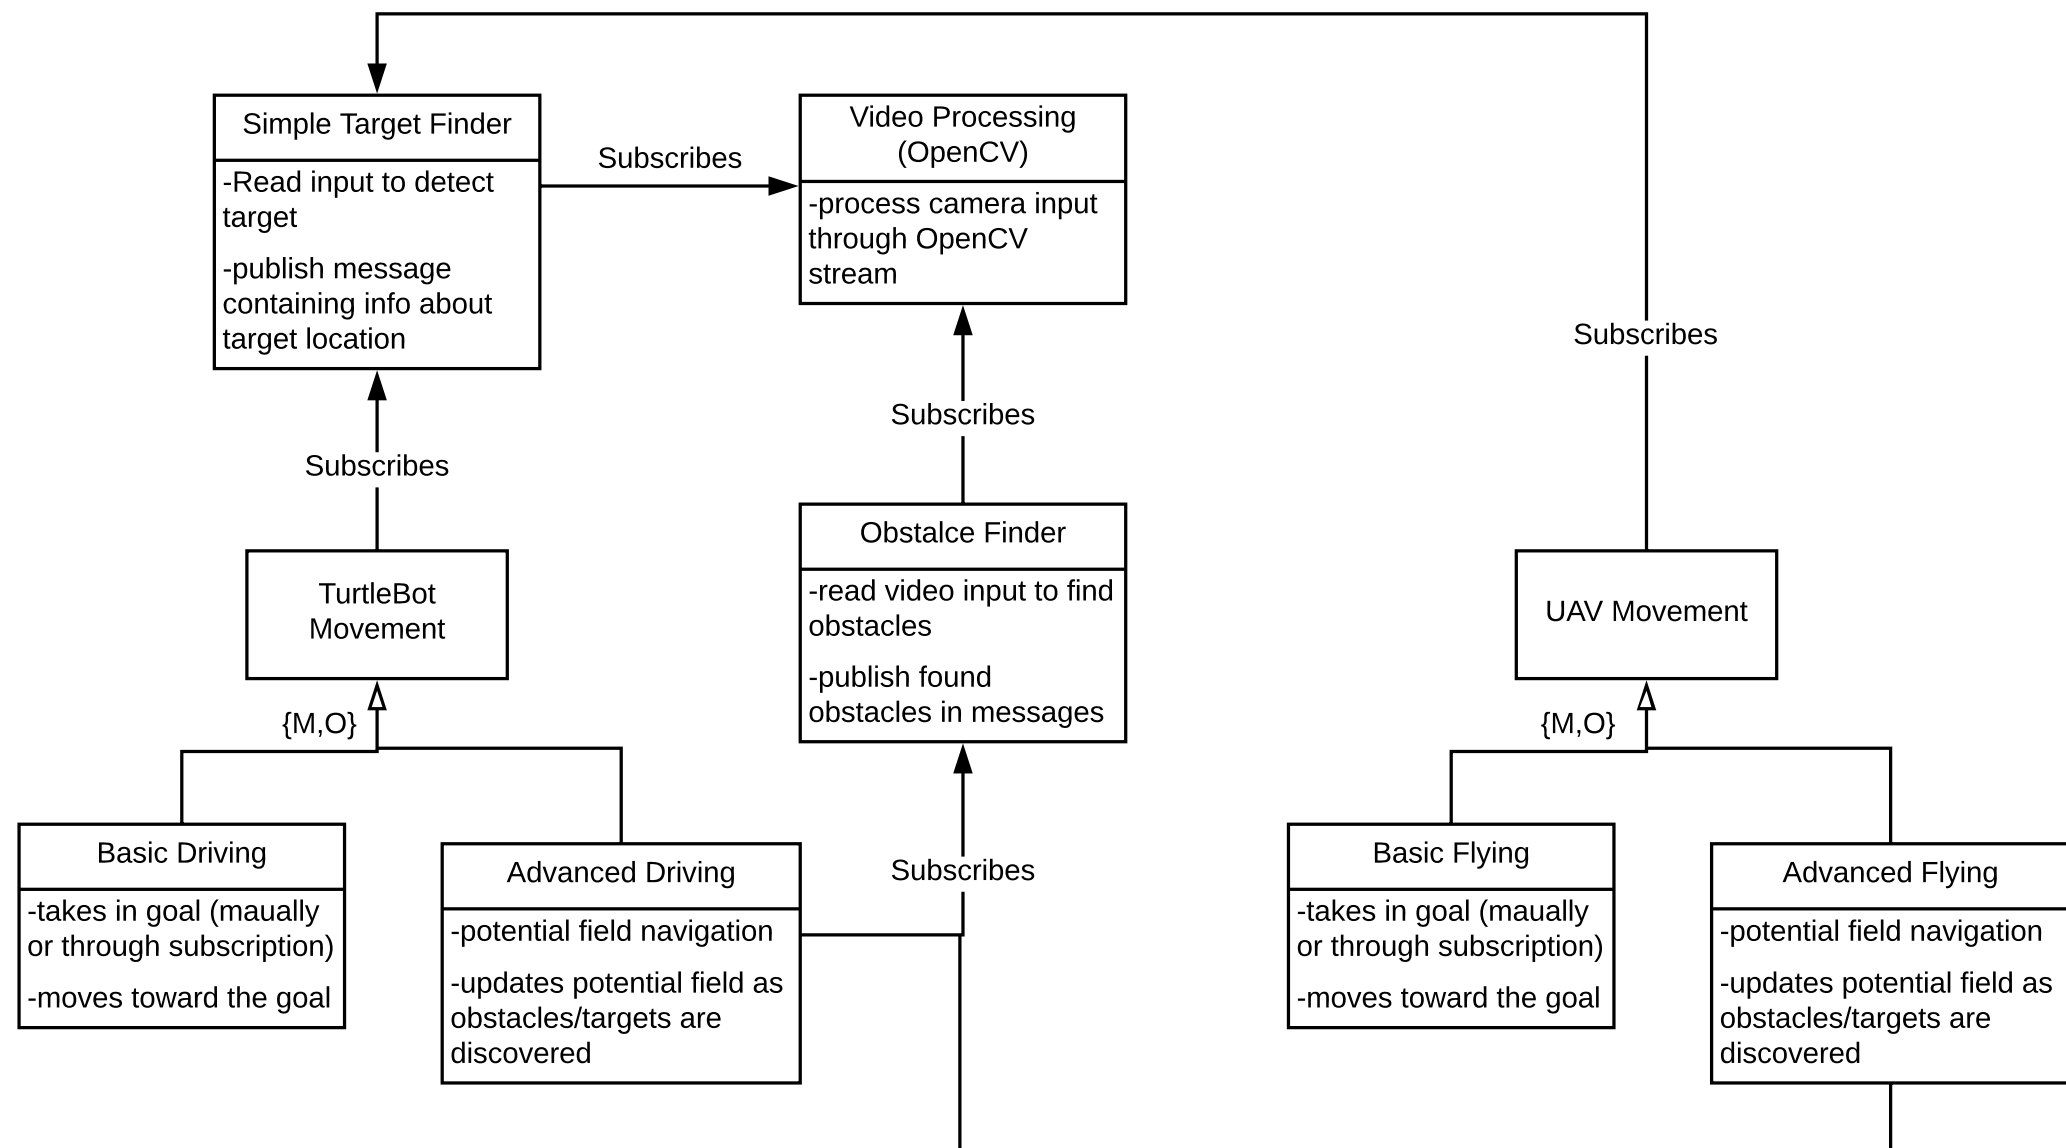 Simple Target Finder
-Read input to detect
target
-publish message
containing info about
target location
Subscribes
Video Processing
(OpenCV)
-process camera input
through OpenCV
stream
Subscribes
Subscribes
Subscribes
TurtleBot
Movement
{M,O}
Obstalce Finder
-read video input to find
obstacles
-publish found
obstacles in messages
UAV Movement
{M,O}
Basic Driving
-takes in goal (maually
or through subscription)
-moves toward the goal
Advanced Driving
-potential field navigation
-updates potential field as
obstacles/targets are
discovered
Subscribes
Basic Flying
-takes in goal (maually
or through subscription)
-moves toward the goal
Advanced Flying
-potential field navigation
-updates potential field as
obstacles/targets are
discovered